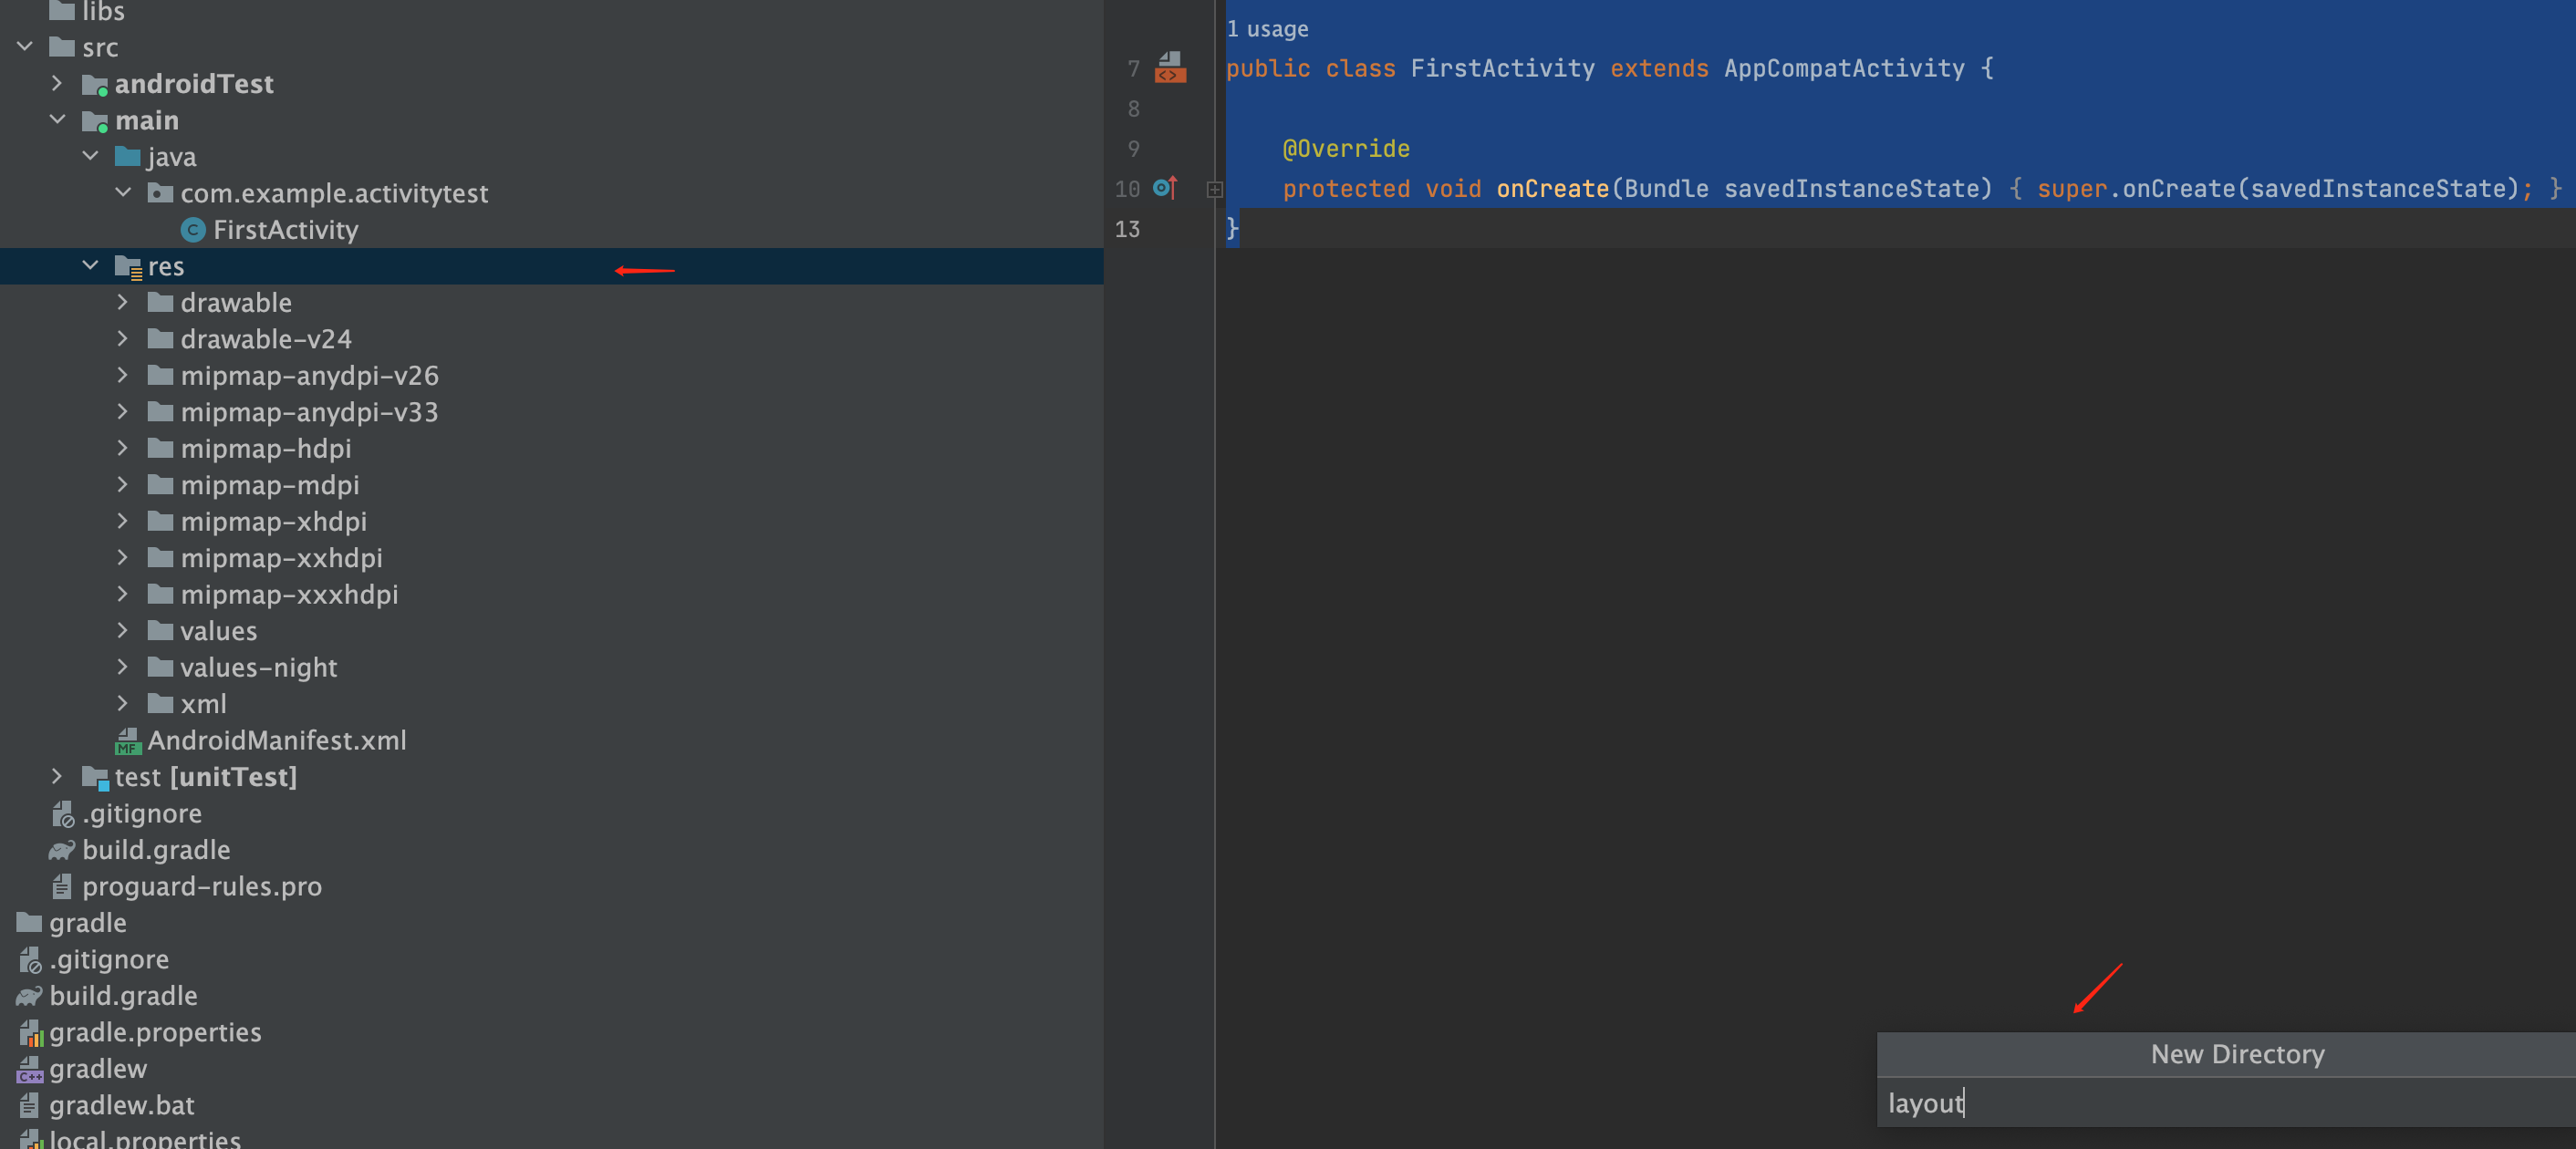 libs
src
androidTest
main
java
com.example.activitytest
FirstActivity
res
drawable
drawable-v24
mipmap-anydpi-v26
mipmap-anydpi-v33
mipmap-hdpi
mipmap-mdpi
mipmap-xhdpi
mipmap-xxhdpi
mipmap-xxxhdpi
values
values-night
xml
AndroidManifest.xml
test [unitTest]
.gitignore
build.gradle
proguard-rules.pro
gradle
.gitignore
build.gradle
gradle.properties
gradlew
gradlew.bat
local.properties
1 usage
7 public class FirstActivity extends AppCompatActivity {
8
9 @Override
10 protected void onCreate(Bundle savedInstanceState) { super.onCreate(savedInstanceState); }
13 }
New Directory
layout